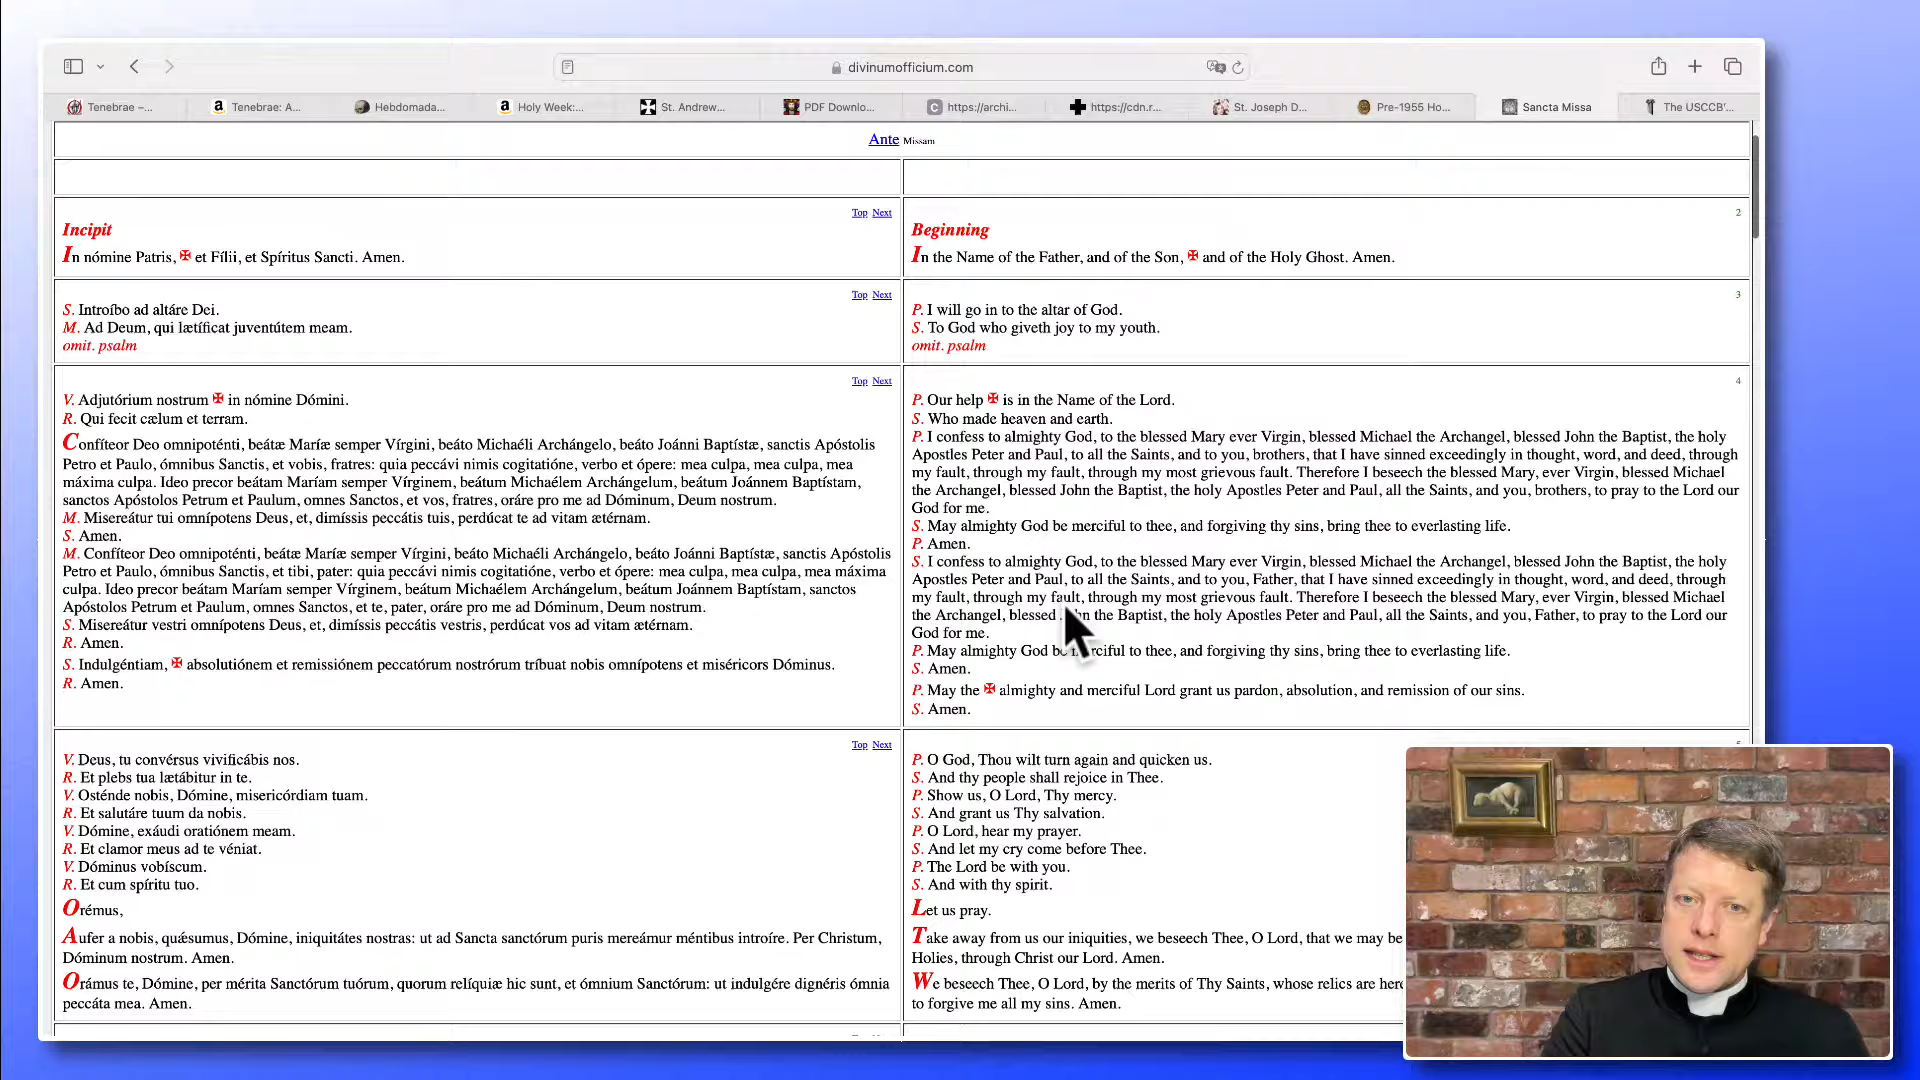 divinumofficium.com
Tenebrae –...
Tenebrae: A...
Hebdomada...
Holy Week:...
St. Andrew...
PDF Downlo...
https://archi...
https://cdn.r...
St. Joseph D...
Pre-1955 Ho...
Sancta Missa
The USCCB'...
Ante Missam
Top Next
Incipit
In nómine Patris, ✠ et Fílii, et Spíritus Sancti. Amen.
2
Beginning
In the Name of the Father, and of the Son, ✠ and of the Holy Ghost. Amen.
Top Next
S. Introíbo ad altáre Dei.
M. Ad Deum, qui lætíficat juventútem meam.
omit. psalm
3
P. I will go in to the altar of God.
S. To God who giveth joy to my youth.
omit. psalm
Top Next
V. Adjutórium nostrum ✠ in nómine Dómini.
R. Qui fecit cælum et terram.
Confíteor Deo omnipoténti, beátæ Maríæ semper Vírgini, beáto Michaéli Archángelo, beáto Joánni Baptístæ, sanctis Apóstolis
Petro et Paulo, ómnibus Sanctis, et vobis, fratres: quia peccávi nimis cogitatióne, verbo et ópere: mea culpa, mea culpa, mea
máxima culpa. Ideo precor beátam Maríam semper Vírginem, beátum Michaélem Archángelum, beátum Joánnem Baptístam,
sanctos Apóstolos Petrum et Paulum, omnes Sanctos, et vos, fratres, oráre pro me ad Dóminum, Deum nostrum.
M. Misereátur tui omnípotens Deus, et, dimíssis peccátis tuis, perdúcat te ad vitam ætérnam.
S. Amen.
M. Confíteor Deo omnipoténti, beátæ Maríæ semper Vírgini, beáto Michaéli Archángelo, beáto Joánni Baptístæ, sanctis Apóstolis
Petro et Paulo, ómnibus Sanctis, et tibi, pater: quia peccávi nimis cogitatióne, verbo et ópere: mea culpa, mea culpa, mea máxima
culpa. Ideo precor beátam Maríam semper Vírginem, beátum Michaélem Archángelum, beátum Joánnem Baptístam, sanctos
Apóstolos Petrum et Paulum, omnes Sanctos, et te, pater, oráre pro me ad Dóminum, Deum nostrum.
S. Misereátur vestri omnípotens Deus, et, dimíssis peccátis vestris, perdúcat vos ad vitam ætérnam.
R. Amen.
S. Indulgéntiam, ✠ absolutiónem et remissiónem peccatórum nostrórum tríbuat nobis omnípotens et miséricors Dóminus.
R. Amen.
4
P. Our help ✠ is in the Name of the Lord.
S. Who made heaven and earth.
P. I confess to almighty God, to the blessed Mary ever Virgin, blessed Michael the Archangel, blessed John the Baptist, the holy
Apostles Peter and Paul, to all the Saints, and to you, brothers, that I have sinned exceedingly in thought, word, and deed, through
my fault, through my fault, through my most grievous fault. Therefore I beseech the blessed Mary, ever Virgin, blessed Michael
the Archangel, blessed John the Baptist, the holy Apostles Peter and Paul, all the Saints, and you, brothers, to pray to the Lord our
God for me.
S. May almighty God be merciful to thee, and forgiving thy sins, bring thee to everlasting life.
P. Amen.
S. I confess to almighty God, to the blessed Mary ever Virgin, blessed Michael the Archangel, blessed John the Baptist, the holy
Apostles Peter and Paul, to all the Saints, and to you, Father, that I have sinned exceedingly in thought, word, and deed, through
my fault, through my fault, through my most grievous fault. Therefore I beseech the blessed Mary, ever Virgin, blessed Michael
the Archangel, blessed John the Baptist, the holy Apostles Peter and Paul, all the Saints, and you, Father, to pray to the Lord our
God for me.
P. May almighty God be merciful to thee, and forgiving thy sins, bring thee to everlasting life.
S. Amen.
P. May the ✠ almighty and merciful Lord grant us pardon, absolution, and remission of our sins.
S. Amen.
Top Next
V. Deus, tu convérsus vivificábis nos.
R. Et plebs tua lætábitur in te.
V. Osténde nobis, Dómine, misericórdiam tuam.
R. Et salutáre tuum da nobis.
V. Dómine, exáudi oratiónem meam.
R. Et clamor meus ad te véniat.
V. Dóminus vobíscum.
R. Et cum spíritu tuo.
Orémus,
Aufer a nobis, quǽsumus, Dómine, iniquitátes nostras: ut ad Sancta sanctórum puris mereámur méntibus introíre. Per Christum,
Dóminum nostrum. Amen.
Orámus te, Dómine, per mérita Sanctórum tuórum, quorum relíquiæ hic sunt, et ómnium Sanctórum: ut indulgére dignéris ómnia
peccáta mea. Amen.
P. O God, Thou wilt turn again and quicken us.
S. And thy people shall rejoice in Thee.
P. Show us, O Lord, Thy mercy.
S. And grant us Thy salvation.
P. O Lord, hear my prayer.
S. And let my cry come before Thee.
P. The Lord be with you.
S. And with thy spirit.
Let us pray.
Take away from us our iniquities, we beseech Thee, O Lord, that we may be
Holies, through Christ our Lord. Amen.
We beseech Thee, O Lord, by the merits of Thy Saints, whose relics are here
to forgive me all my sins. Amen.